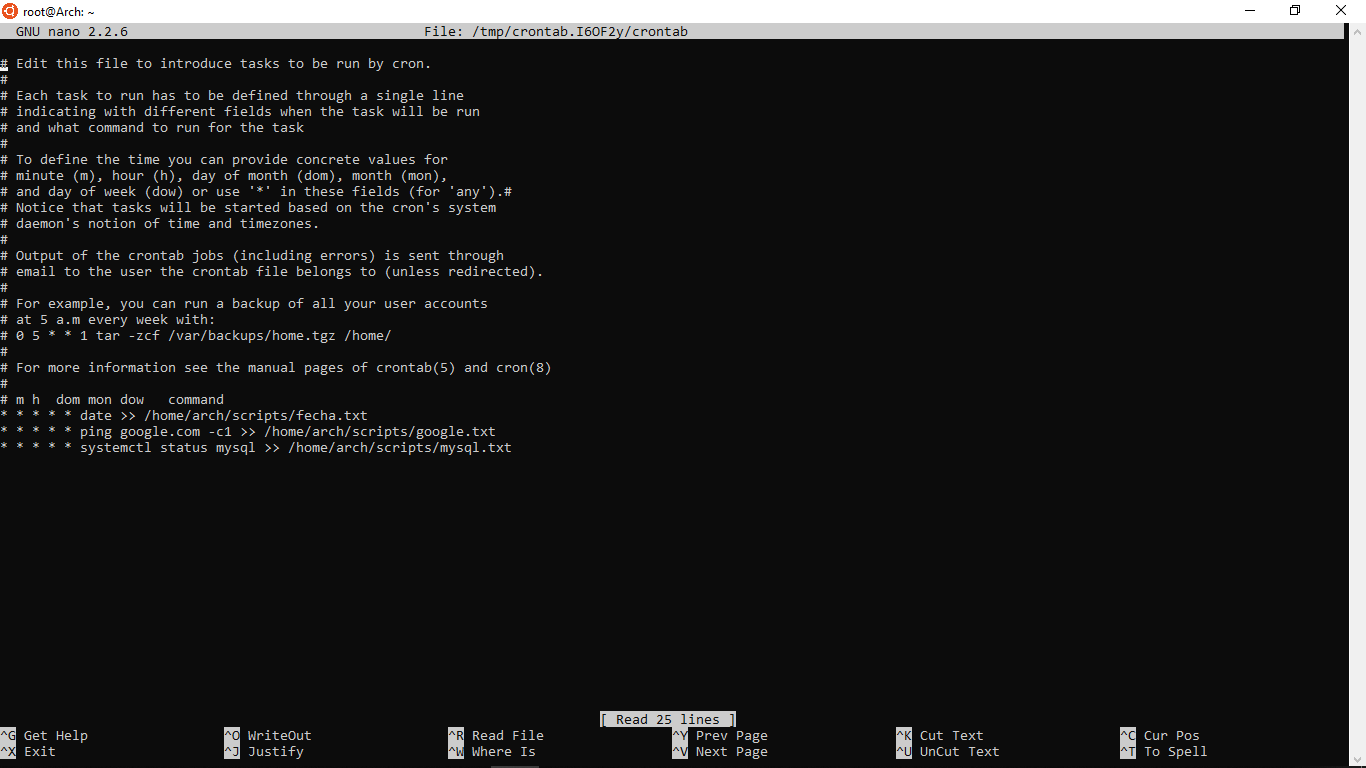 root@Arch: ~
GNU nano 2.2.6 File: /tmp/crontab.I6OF2y/crontab
# Edit this file to introduce tasks to be run by cron.
#
# Each task to run has to be defined through a single line
# indicating with different fields when the task will be run
# and what command to run for the task
#
# To define the time you can provide concrete values for
# minute (m), hour (h), day of month (dom), month (mon),
# and day of week (dow) or use '*' in these fields (for 'any').#
# Notice that tasks will be started based on the cron's system
# daemon's notion of time and timezones.
#
# Output of the crontab jobs (including errors) is sent through
# email to the user the crontab file belongs to (unless redirected).
#
# For example, you can run a backup of all your user accounts
# at 5 a.m every week with:
# 0 5 * * 1 tar -zcf /var/backups/home.tgz /home/
#
# For more information see the manual pages of crontab(5) and cron(8)
#
# m h  dom mon dow   command
* * * * * date >> /home/arch/scripts/fecha.txt
* * * * * ping google.com -c1 >> /home/arch/scripts/google.txt
* * * * * systemctl status mysql >> /home/arch/scripts/mysql.txt
[ Read 25 lines ]
^G Get Help ^O WriteOut ^R Read File ^Y Prev Page ^K Cut Text ^C Cur Pos
^X Exit ^J Justify ^W Where Is ^V Next Page ^U UnCut Text ^T To Spell